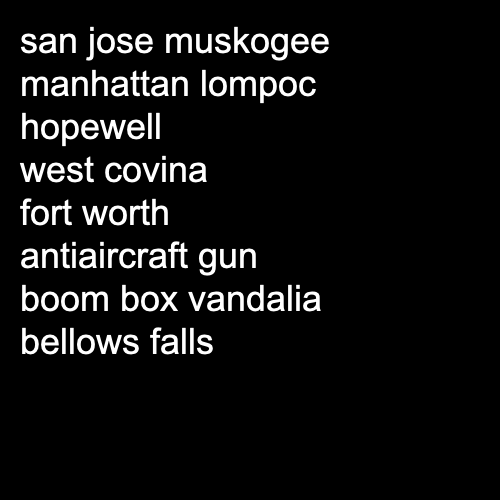 san jose muskogee
manhattan lompoc
hopewell
west covina
fort worth
antiaircraft gun
boom box vandalia
bellows falls